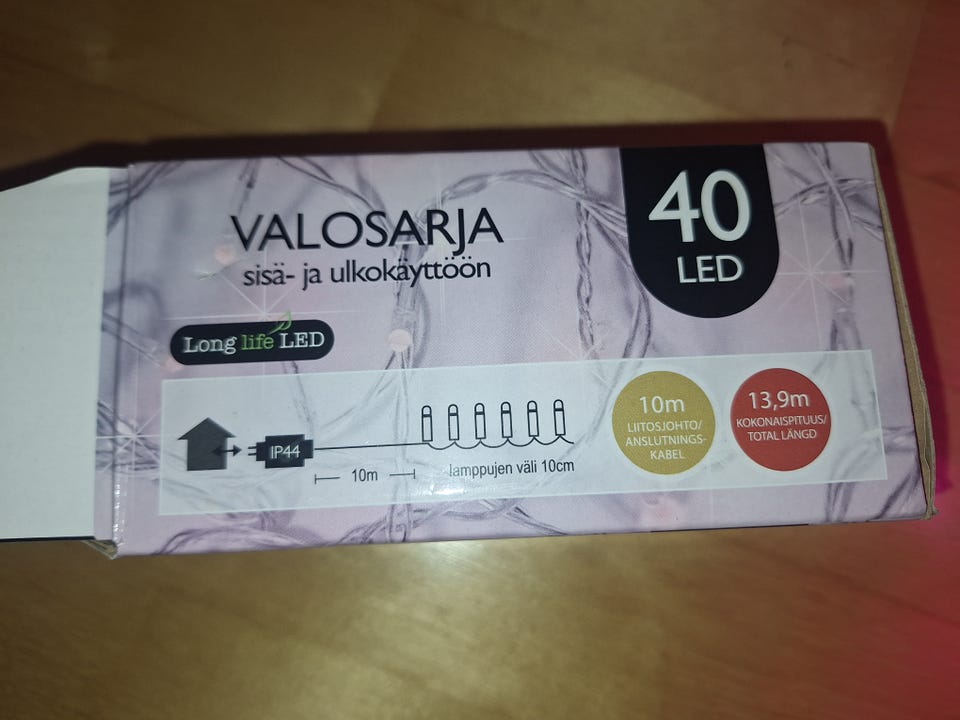 VALOSARJA
sisä- ja ulkokäyttöön
40
LED
Long life LED
IP44
10m
lamppujen väli 10cm
10m
LIITOSJOHTO/
ANSLUTNINGS-
KABEL
13,9m
KOKONAISPITUUS/
TOTAL LÄNGD